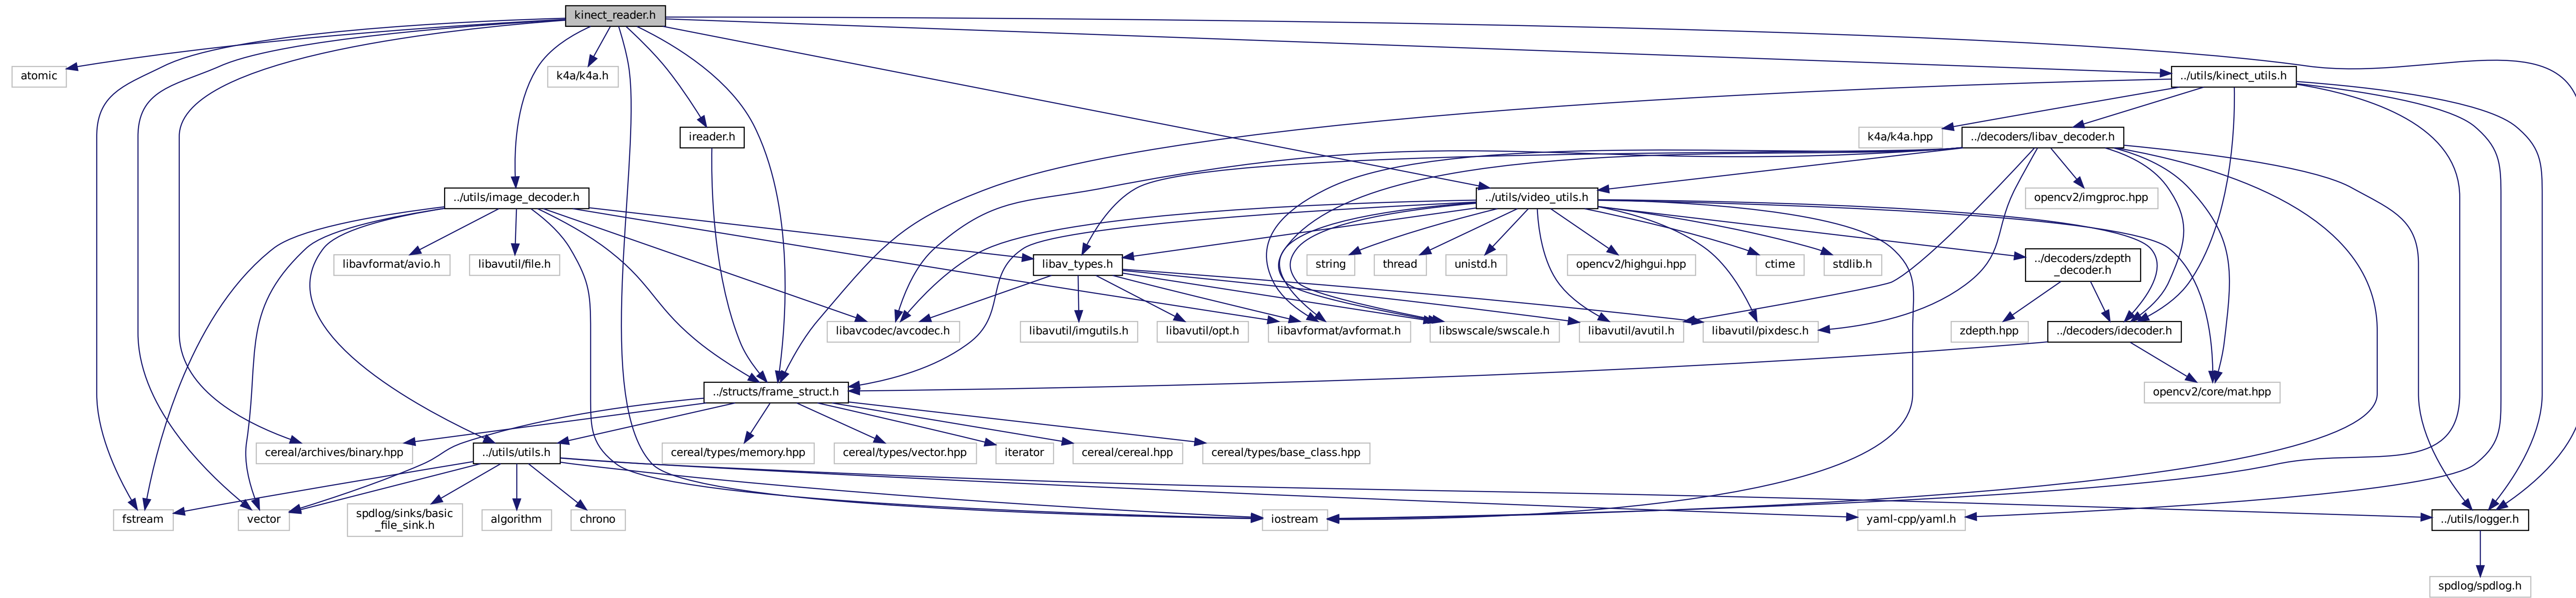 kinect_reader.h
atomic
k4a/k4a.h
../utils/kinect_utils.h
ireader.h
k4a/k4a.hpp
../decoders/libav_decoder.h
../utils/image_decoder.h
../utils/video_utils.h
opencv2/imgproc.hpp
libavformat/avio.h
libavutil/file.h
libav_types.h
string
thread
unistd.h
opencv2/highgui.hpp
ctime
stdlib.h
../decoders/zdepth
_decoder.h
libavcodec/avcodec.h
libavutil/imgutils.h
libavutil/opt.h
libavformat/avformat.h
libswscale/swscale.h
libavutil/avutil.h
libavutil/pixdesc.h
zdepth.hpp
../decoders/idecoder.h
../structs/frame_struct.h
opencv2/core/mat.hpp
cereal/archives/binary.hpp
../utils/utils.h
cereal/types/memory.hpp
cereal/types/vector.hpp
iterator
cereal/cereal.hpp
cereal/types/base_class.hpp
fstream
vector
spdlog/sinks/basic
_file_sink.h
algorithm
chrono
iostream
yaml-cpp/yaml.h
../utils/logger.h
spdlog/spdlog.h